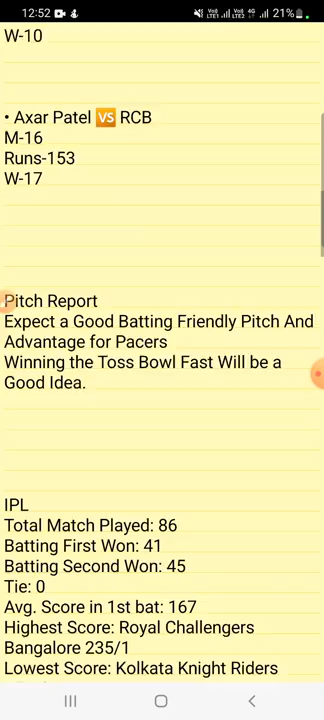 12:52 21%
W-10
• Axar Patel 🆚 RCB
M-16
Runs-153
W-17
Pitch Report
Expect a Good Batting Friendly Pitch And
Advantage for Pacers
Winning the Toss Bowl Fast Will be a
Good Idea.
IPL
Total Match Played: 86
Batting First Won: 41
Batting Second Won: 45
Tie: 0
Avg. Score in 1st bat: 167
Highest Score: Royal Challengers
Bangalore 235/1
Lowest Score: Kolkata Knight Riders